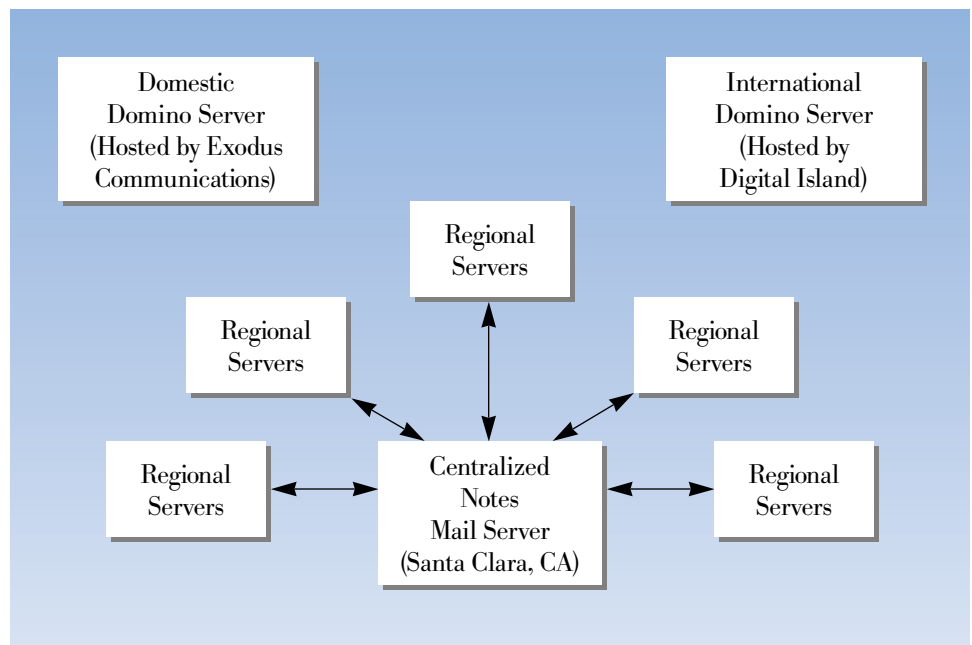 Domestic
Domino Server
(Hosted by Exodus
Communications)
International
Domino Server
(Hosted by
Digital Island)
Regional
Servers
Regional
Servers
Regional
Servers
Regional
Servers
Centralized
Notes
Mail Server
(Santa Clara, CA)
Regional
Servers